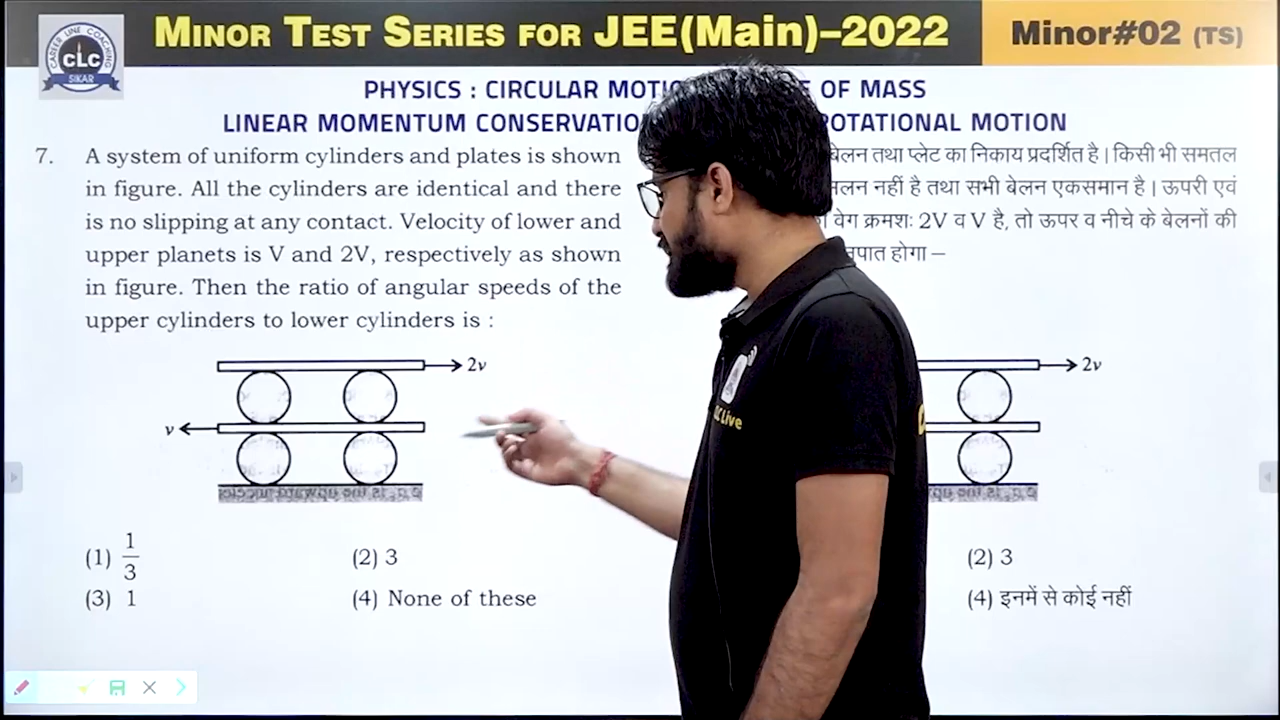 MINOR TEST SERIES FOR JEE(Main)–2022
Minor#02 (TS)
CAREER LINE COACHING
CLC
SIKAR
PHYSICS : CIRCULAR MOTIO OF MASS
LINEAR MOMENTUM CONSERVATIO ROTATIONAL MOTION
7. A system of uniform cylinders and plates is shown
in figure. All the cylinders are identical and there
is no slipping at any contact. Velocity of lower and
upper planets is V and 2V, respectively as shown
in figure. Then the ratio of angular speeds of the
upper cylinders to lower cylinders is :
2v
v
(1) 1/3
(2) 3
(3) 1
(4) None of these
बेलन तथा प्लेट का निकाय प्रदर्शित है। किसी भी समतल
नहीं है तथा सभी बेलन एकसमान है। ऊपरी एवं
वेग क्रमश: 2V व V है, तो ऊपर व नीचे के बेलनों की
होगा –
2v
(2) 3
(4) इनमें से कोई नहीं
CLC Live